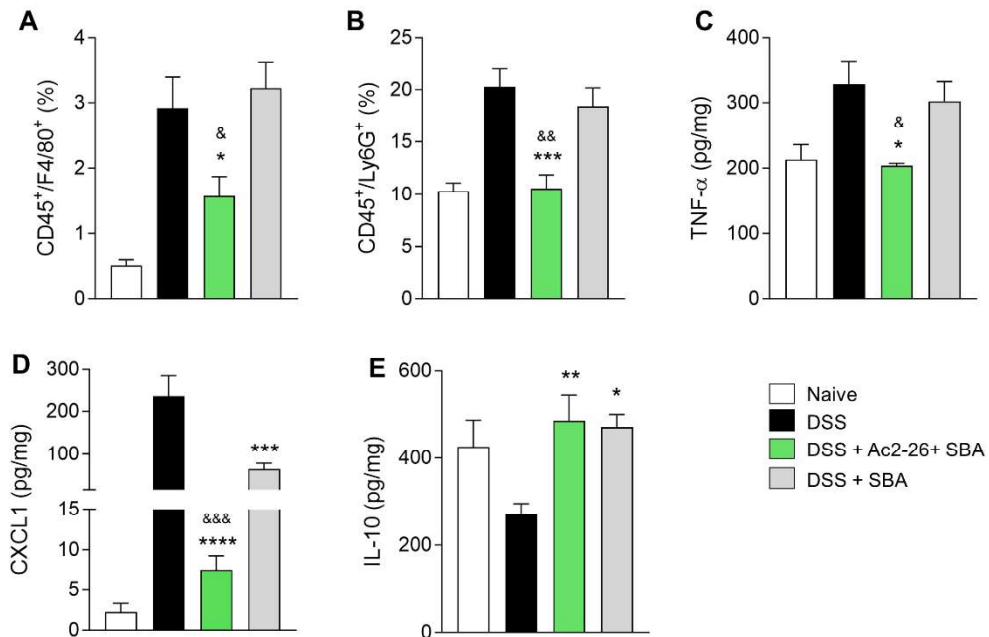 A
CD45⁺/F4/80⁺ (%)
4
3
2
1
0
&
*
B
CD45⁺/Ly6G⁺ (%)
25
20
15
10
5
0
&&
***
C
TNF-α (pg/mg)
400
300
200
100
0
&
*
D
CXCL1 (pg/mg)
300
200
100
15
10
5
0
&&&
****
***
E
IL-10 (pg/mg)
600
400
200
0
**
*
Naive
DSS
DSS + Ac2-26+ SBA
DSS + SBA